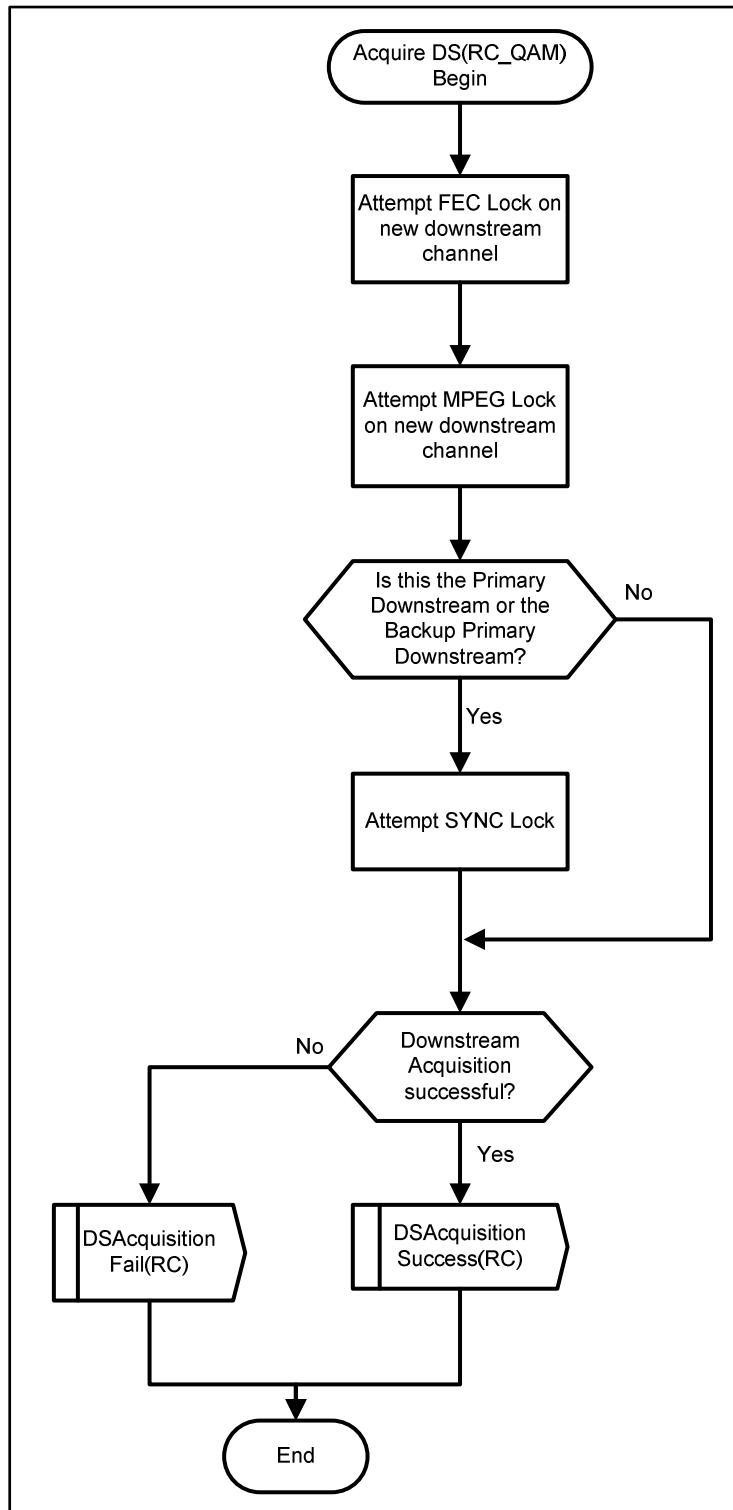 Acquire DS(RC_QAM)
Begin
Attempt FEC Lock on
new downstream
channel
Attempt MPEG Lock
on new downstream
channel
Is this the Primary
Downstream or the
Backup Primary
Downstream?
No
Yes
Attempt SYNC Lock
Downstream
Acquisition
successful?
No
Yes
DSAcquisition
Fail(RC)
DSAcquisition
Success(RC)
End